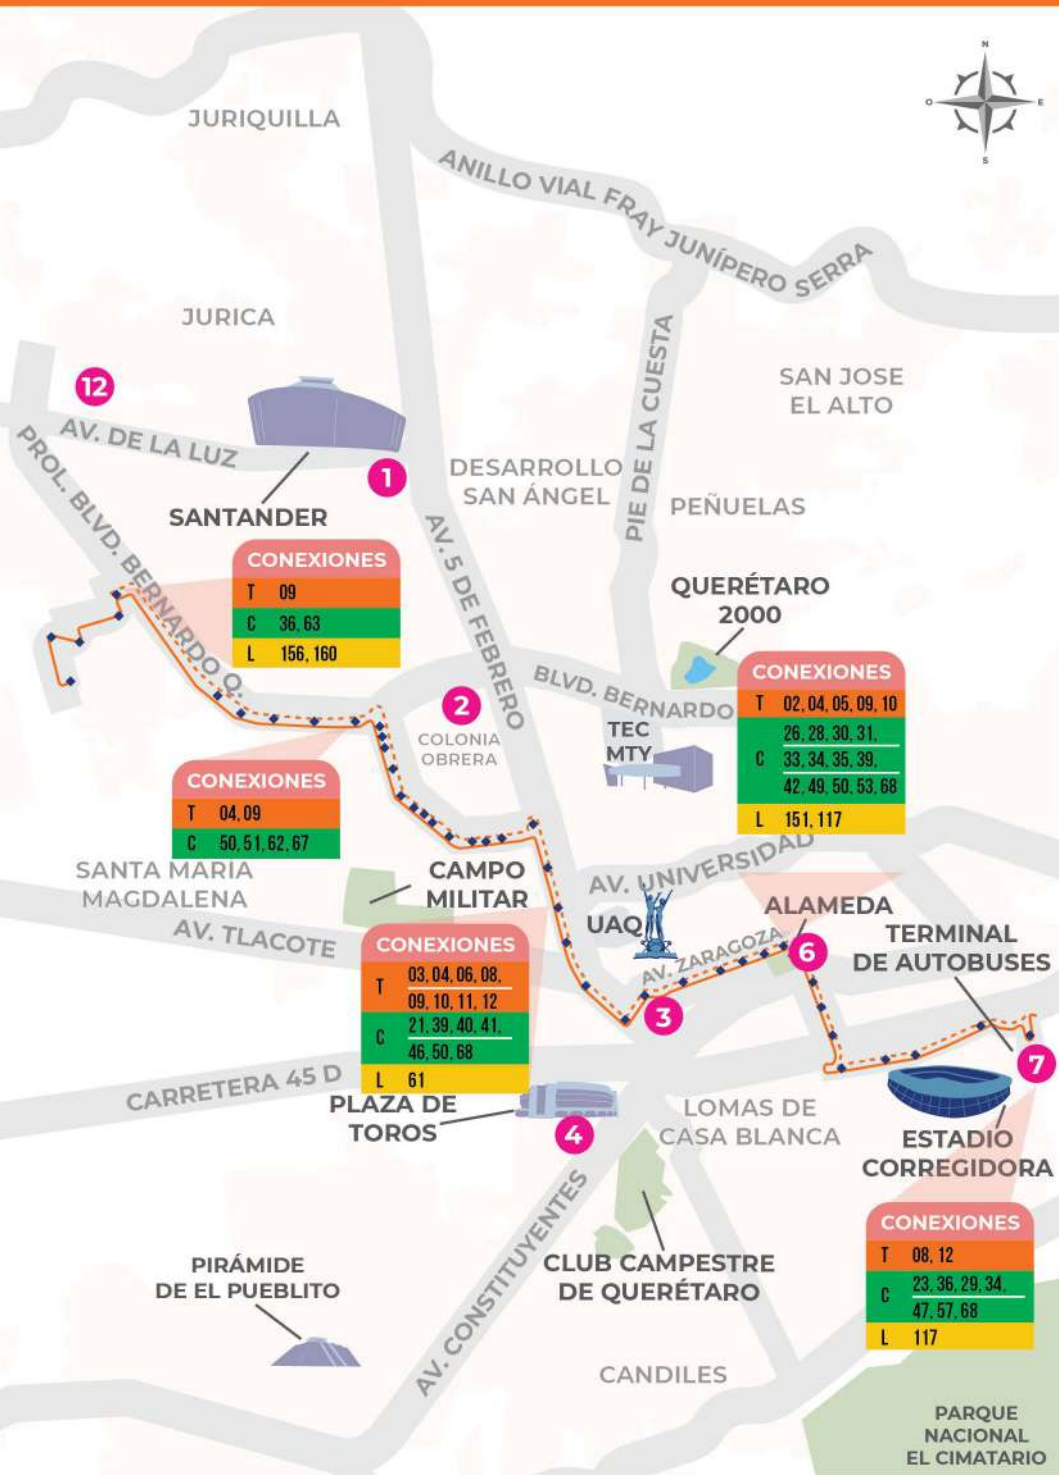 N
O
E
S
JURIQUILLA
ANILLO VIAL FRAY JUNÍPERO SERRA
JURICA
12
AV. DE LA LUZ
PROL. BLVD. BERNARDO Q.
SANTANDER
1
DESARROLLO
SAN ÁNGEL
PIE DE LA CUESTA
SAN JOSE
EL ALTO
PEÑUELAS
AV. 5 DE FEBRERO
CONEXIONES
T 09
C 36, 63
L 156, 160
QUERÉTARO
2000
BLVD. BERNARDO
2
COLONIA
OBRERA
TEC
MTY
CONEXIONES
T 02, 04, 05, 09, 10
26, 28, 30, 31,
C 33, 34, 35, 39,
42, 49, 50, 53, 68
L 151, 117
CONEXIONES
T 04, 09
C 50, 51, 62, 67
SANTA MARÍA
MAGDALENA
CAMPO
MILITAR
AV. TLACOTE
AV. UNIVERSIDAD
UAQ
AV. ZARAGOZA
ALAMEDA
6
TERMINAL
DE AUTOBUSES
3
7
CONEXIONES
T 03, 04, 06, 08,
09, 10, 11, 12
C 21, 39, 40, 41,
46, 50, 68
L 61
CARRETERA 45 D
PLAZA DE
TOROS
4
LOMAS DE
CASA BLANCA
ESTADIO
CORREGIDORA
AV. CONSTITUYENTES
CLUB CAMPESTRE
DE QUERÉTARO
PIRÁMIDE
DE EL PUEBLITO
CONEXIONES
T 08, 12
C 23, 36, 29, 34,
47, 57, 68
L 117
CANDILES
PARQUE
NACIONAL
EL CIMATARIO